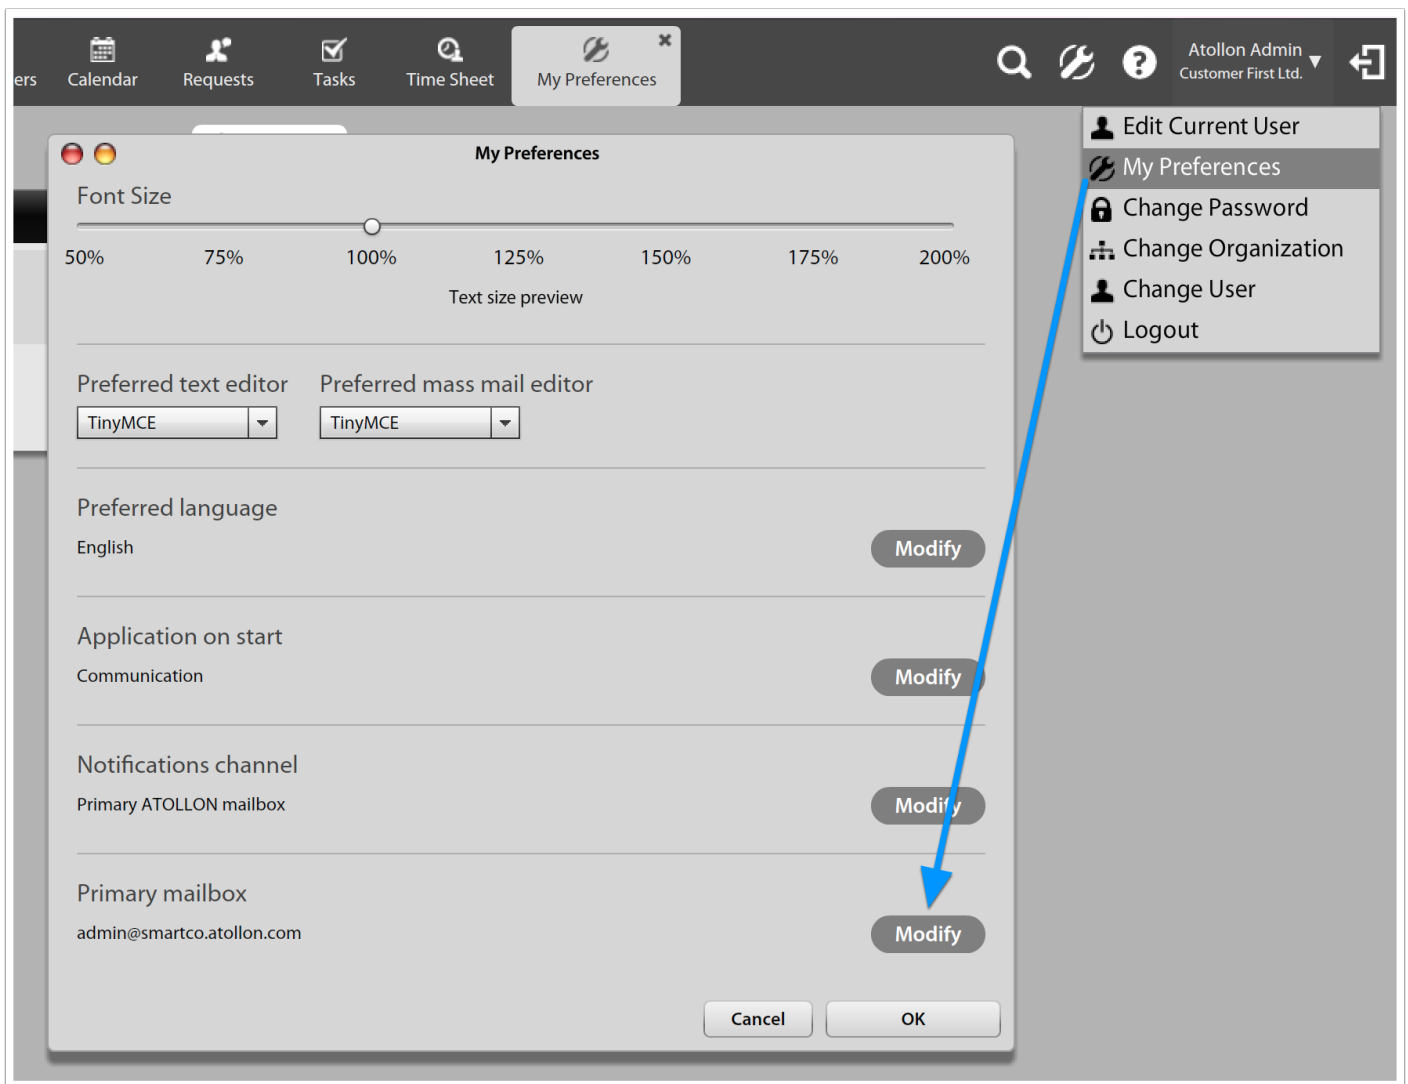 ers Calendar Requests Tasks Time Sheet My Preferences Atollon Admin
Customer First Ltd.
Edit Current User
My Preferences
Change Password
Change Organization
Change User
Logout
My Preferences
Font Size
50% 75% 100% 125% 150% 175% 200%
Text size preview
Preferred text editor Preferred mass mail editor
TinyMCE TinyMCE
Preferred language
English Modify
Application on start
Communication Modify
Notifications channel
Primary ATOLLON mailbox Modify
Primary mailbox
admin@smartco.atollon.com Modify
Cancel OK